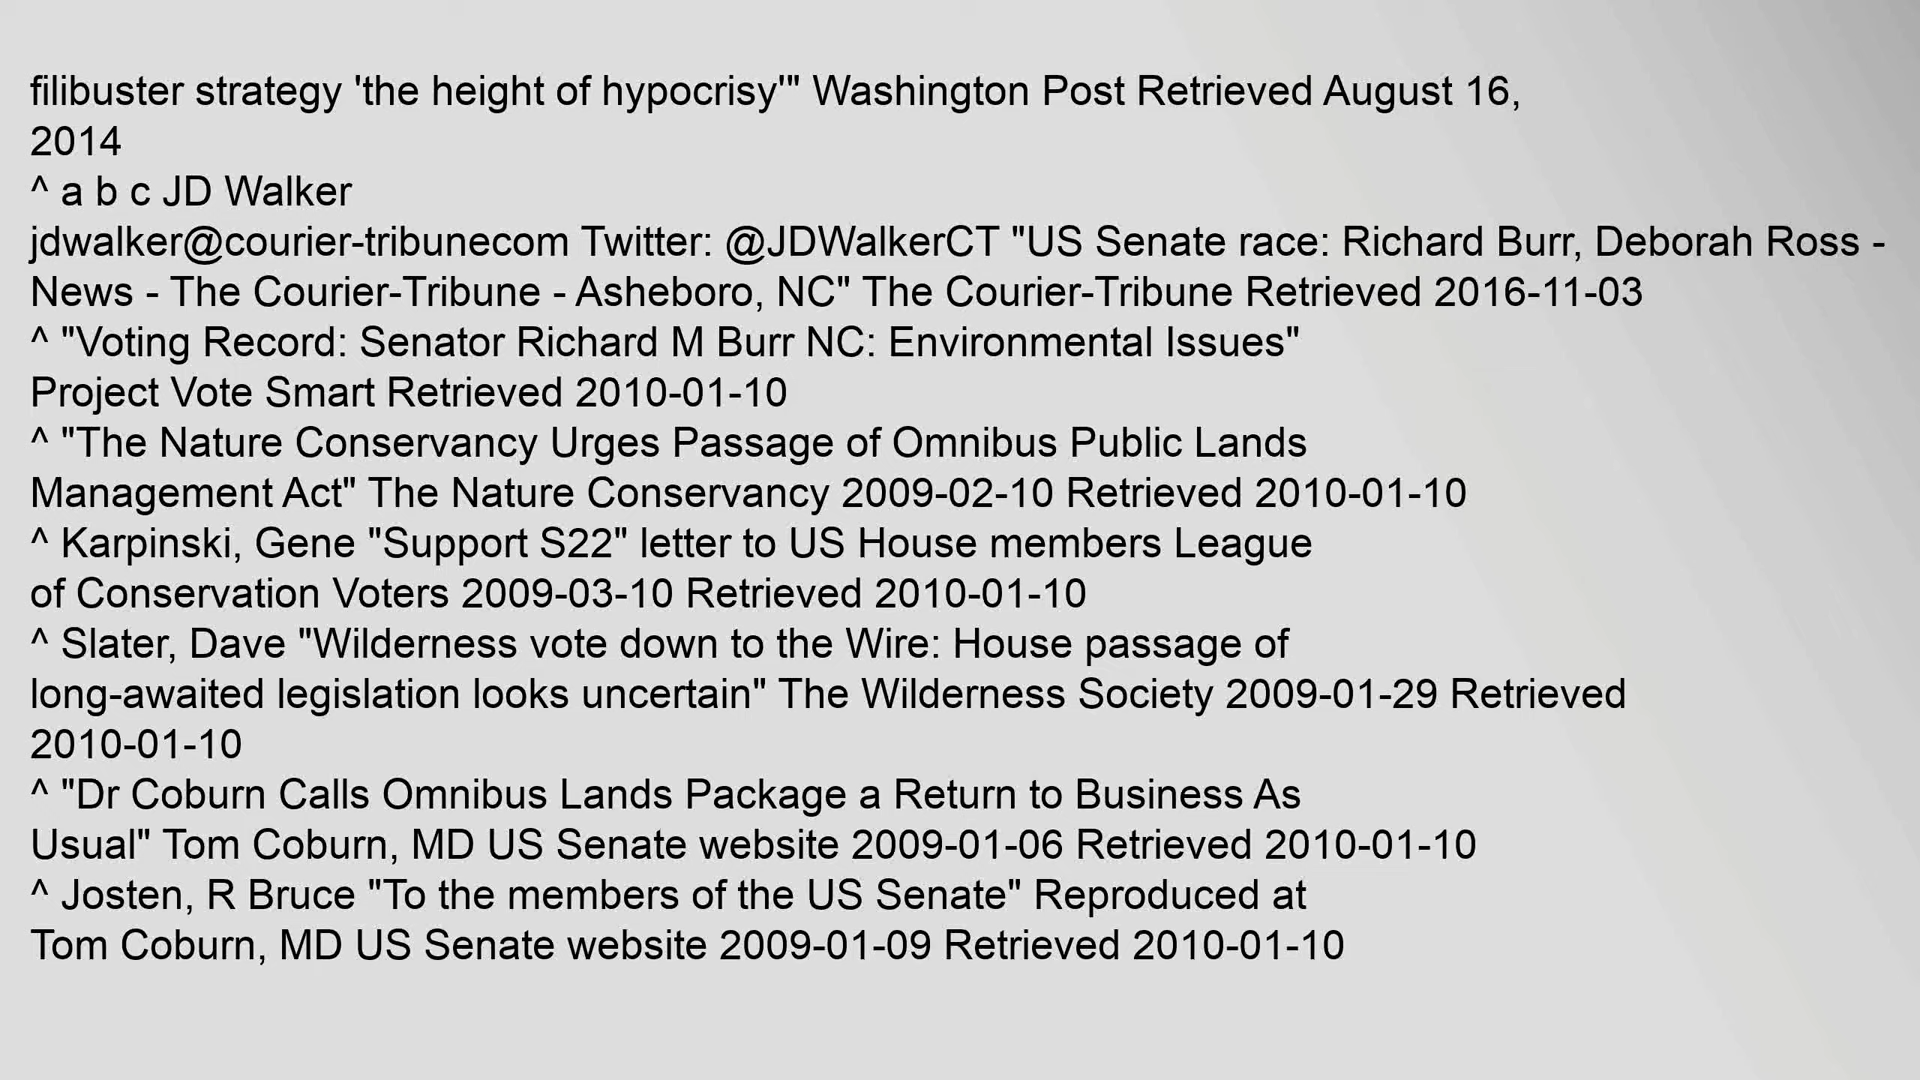 filibuster strategy 'the height of hypocrisy'" Washington Post Retrieved August 16,
2014
^ a b c JD Walker
jdwalker@courier-tribunecom Twitter: @JDWalkerCT "US Senate race: Richard Burr, Deborah Ross -
News - The Courier-Tribune - Asheboro, NC" The Courier-Tribune Retrieved 2016-11-03
^ "Voting Record: Senator Richard M Burr NC: Environmental Issues"
Project Vote Smart Retrieved 2010-01-10
^ "The Nature Conservancy Urges Passage of Omnibus Public Lands
Management Act" The Nature Conservancy 2009-02-10 Retrieved 2010-01-10
^ Karpinski, Gene "Support S22" letter to US House members League
of Conservation Voters 2009-03-10 Retrieved 2010-01-10
^ Slater, Dave "Wilderness vote down to the Wire: House passage of
long-awaited legislation looks uncertain" The Wilderness Society 2009-01-29 Retrieved
2010-01-10
^ "Dr Coburn Calls Omnibus Lands Package a Return to Business As
Usual" Tom Coburn, MD US Senate website 2009-01-06 Retrieved 2010-01-10
^ Josten, R Bruce "To the members of the US Senate" Reproduced at
Tom Coburn, MD US Senate website 2009-01-09 Retrieved 2010-01-10